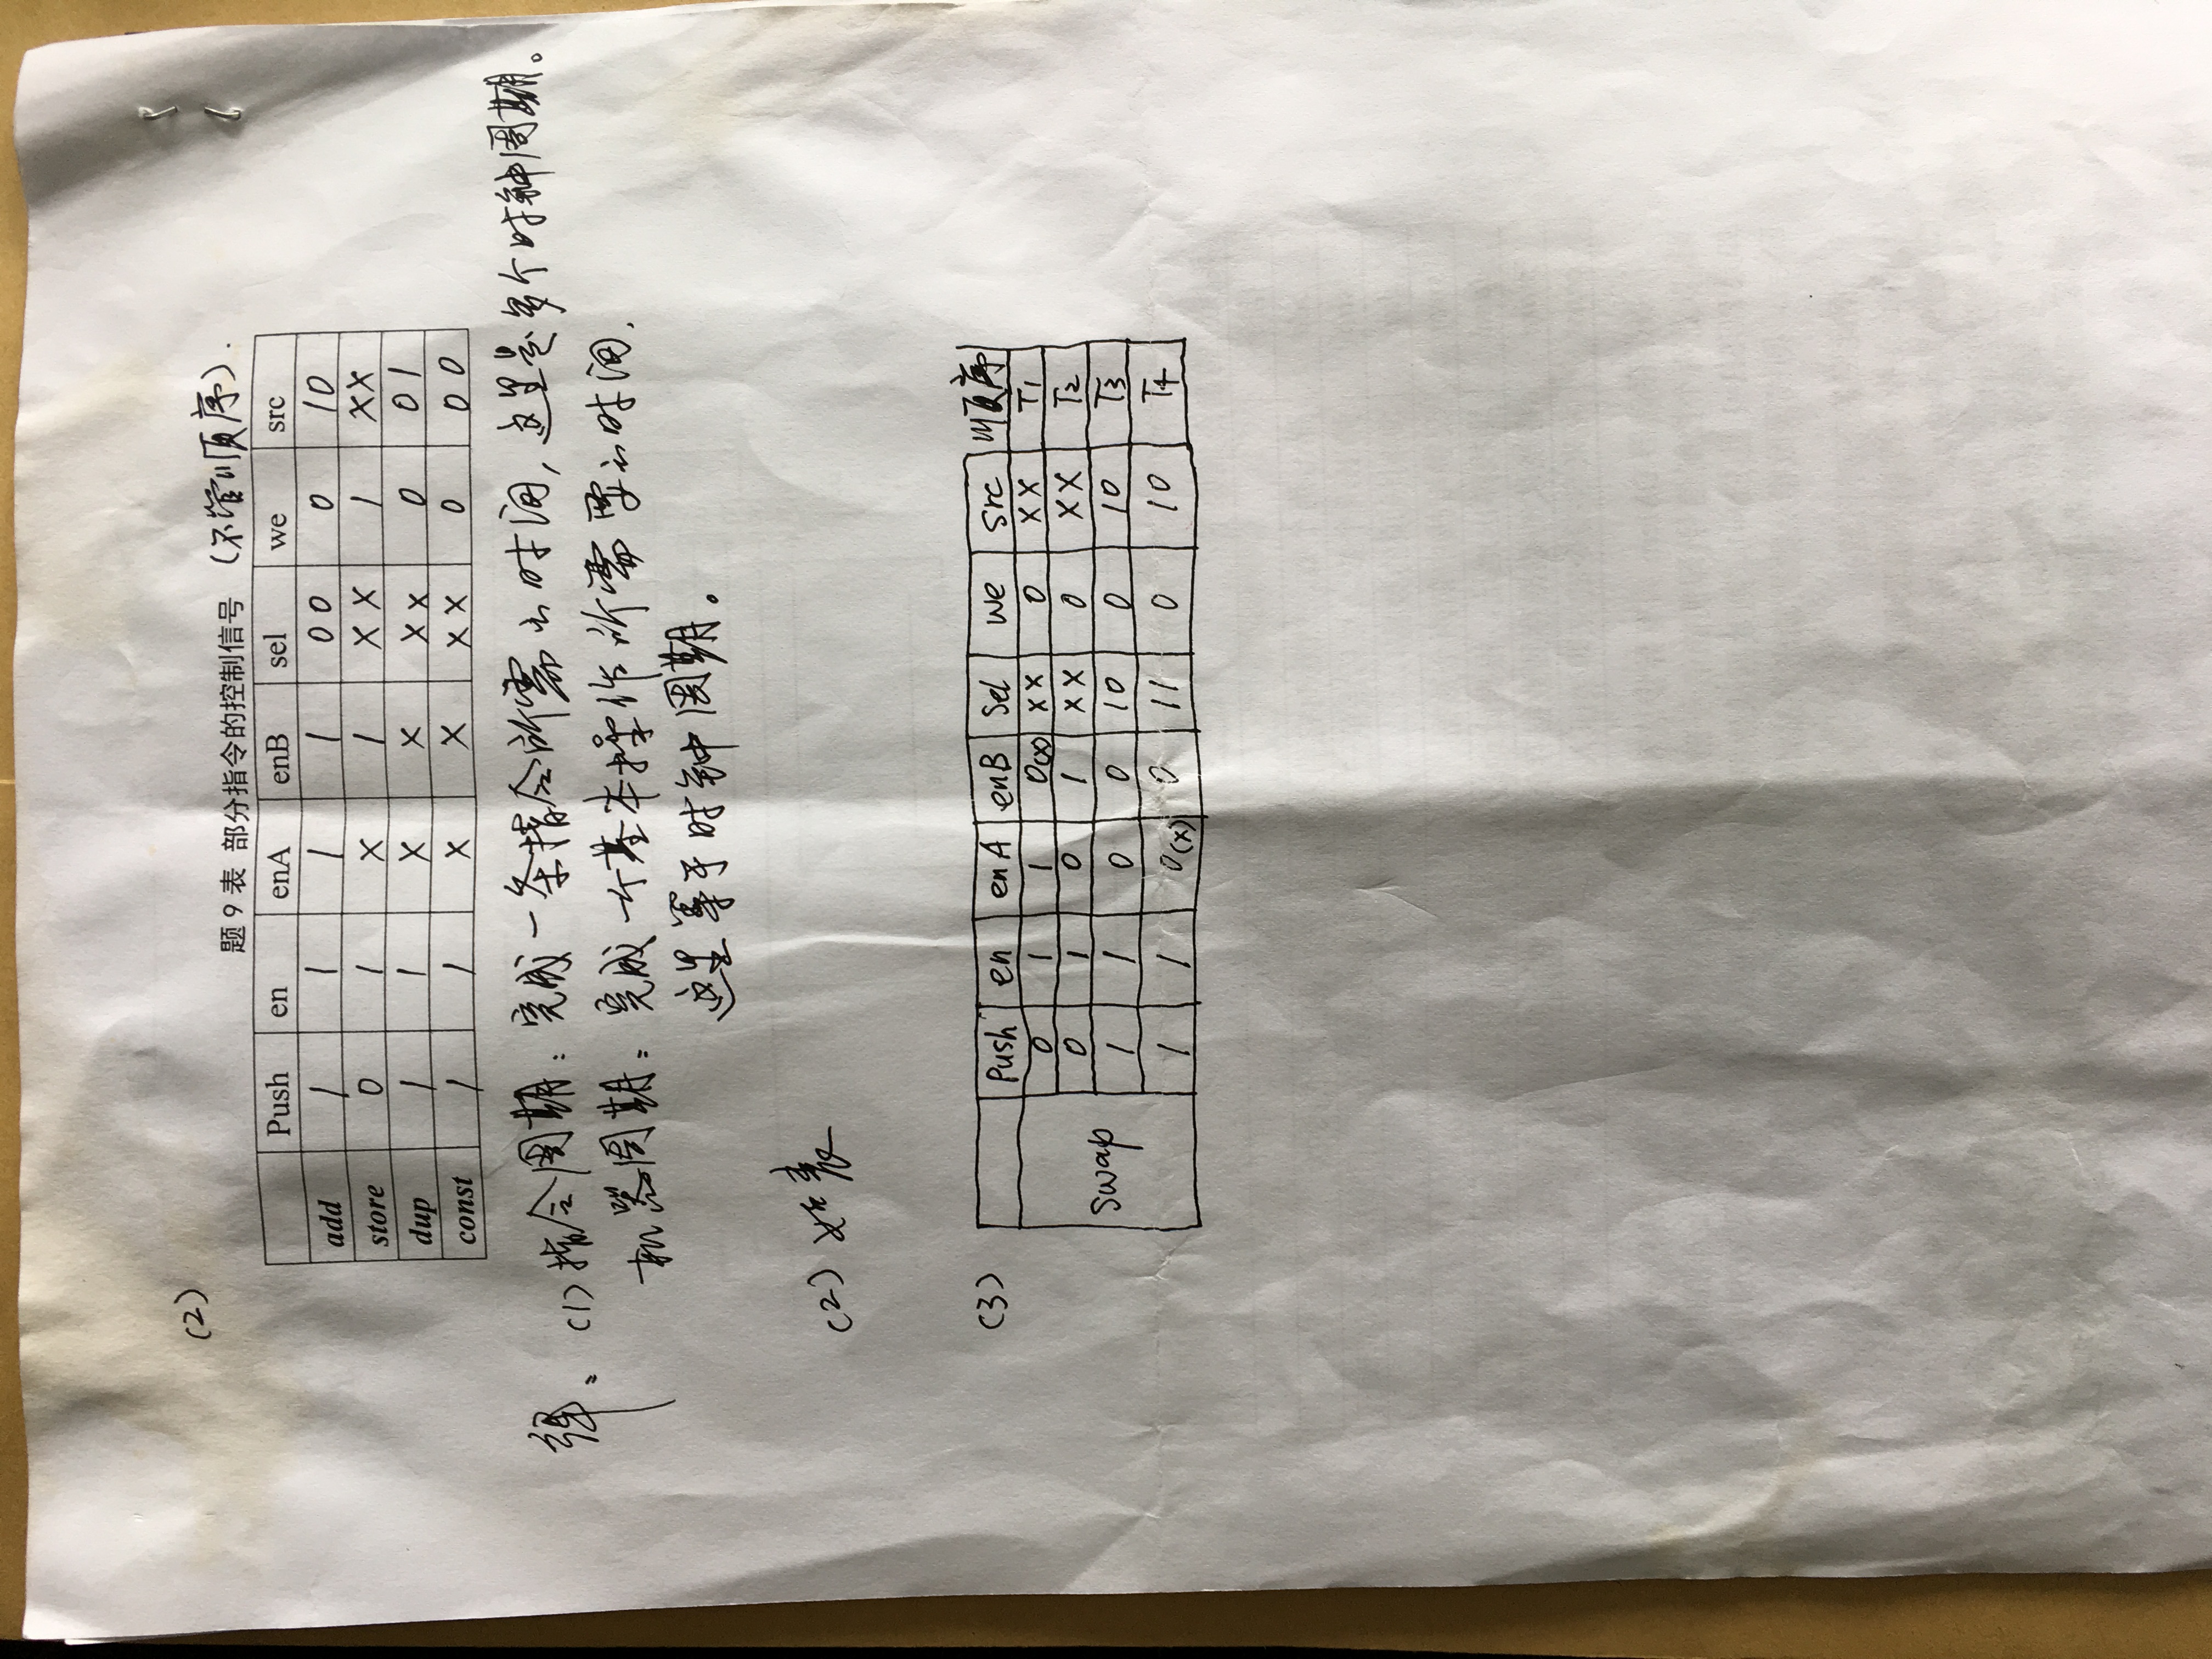 (2)
题 9 表 部分指令的控制信号 (不管顺序).
Push en enA enB sel we src
add 1 1 1 1 00 0 10
store 0 1 X 1 XX 1 XX
dup 1 1 X X XX 0 01
const 1 1 X X XX 0 00
解: (1) 指令周期: 完成一条指令所需的时间, 这里是多个时钟周期。
机器周期: 完成一个基本操作所需要的时间.
这里等于时钟周期。
(2) 如表
(3) Push en enA enB Sel We Src 顺序
0 1 1 0(x) XX 0 XX T1
0 1 0 1 XX 0 XX T2
Swap
1 1 0 0 10 0 10 T3
1 1 0(x) 0 11 0 10 T4